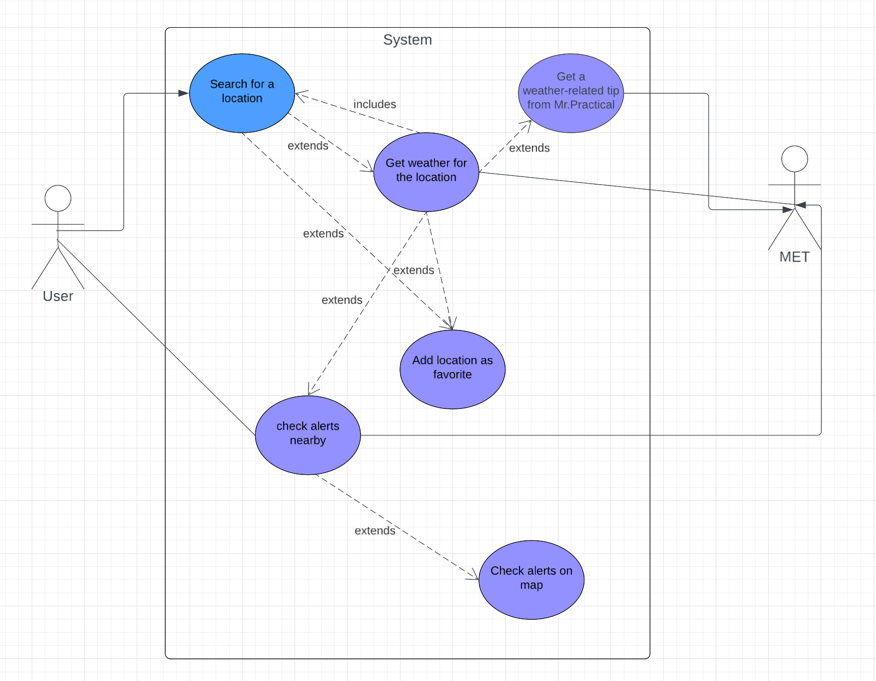 System
Search for a
location
Get a
weather-related tip
from Mr.Practical
includes
extends
extends
Get weather for
the location
User
MET
extends
extends
extends
Add location as
favorite
check alerts
nearby
extends
Check alerts on
map